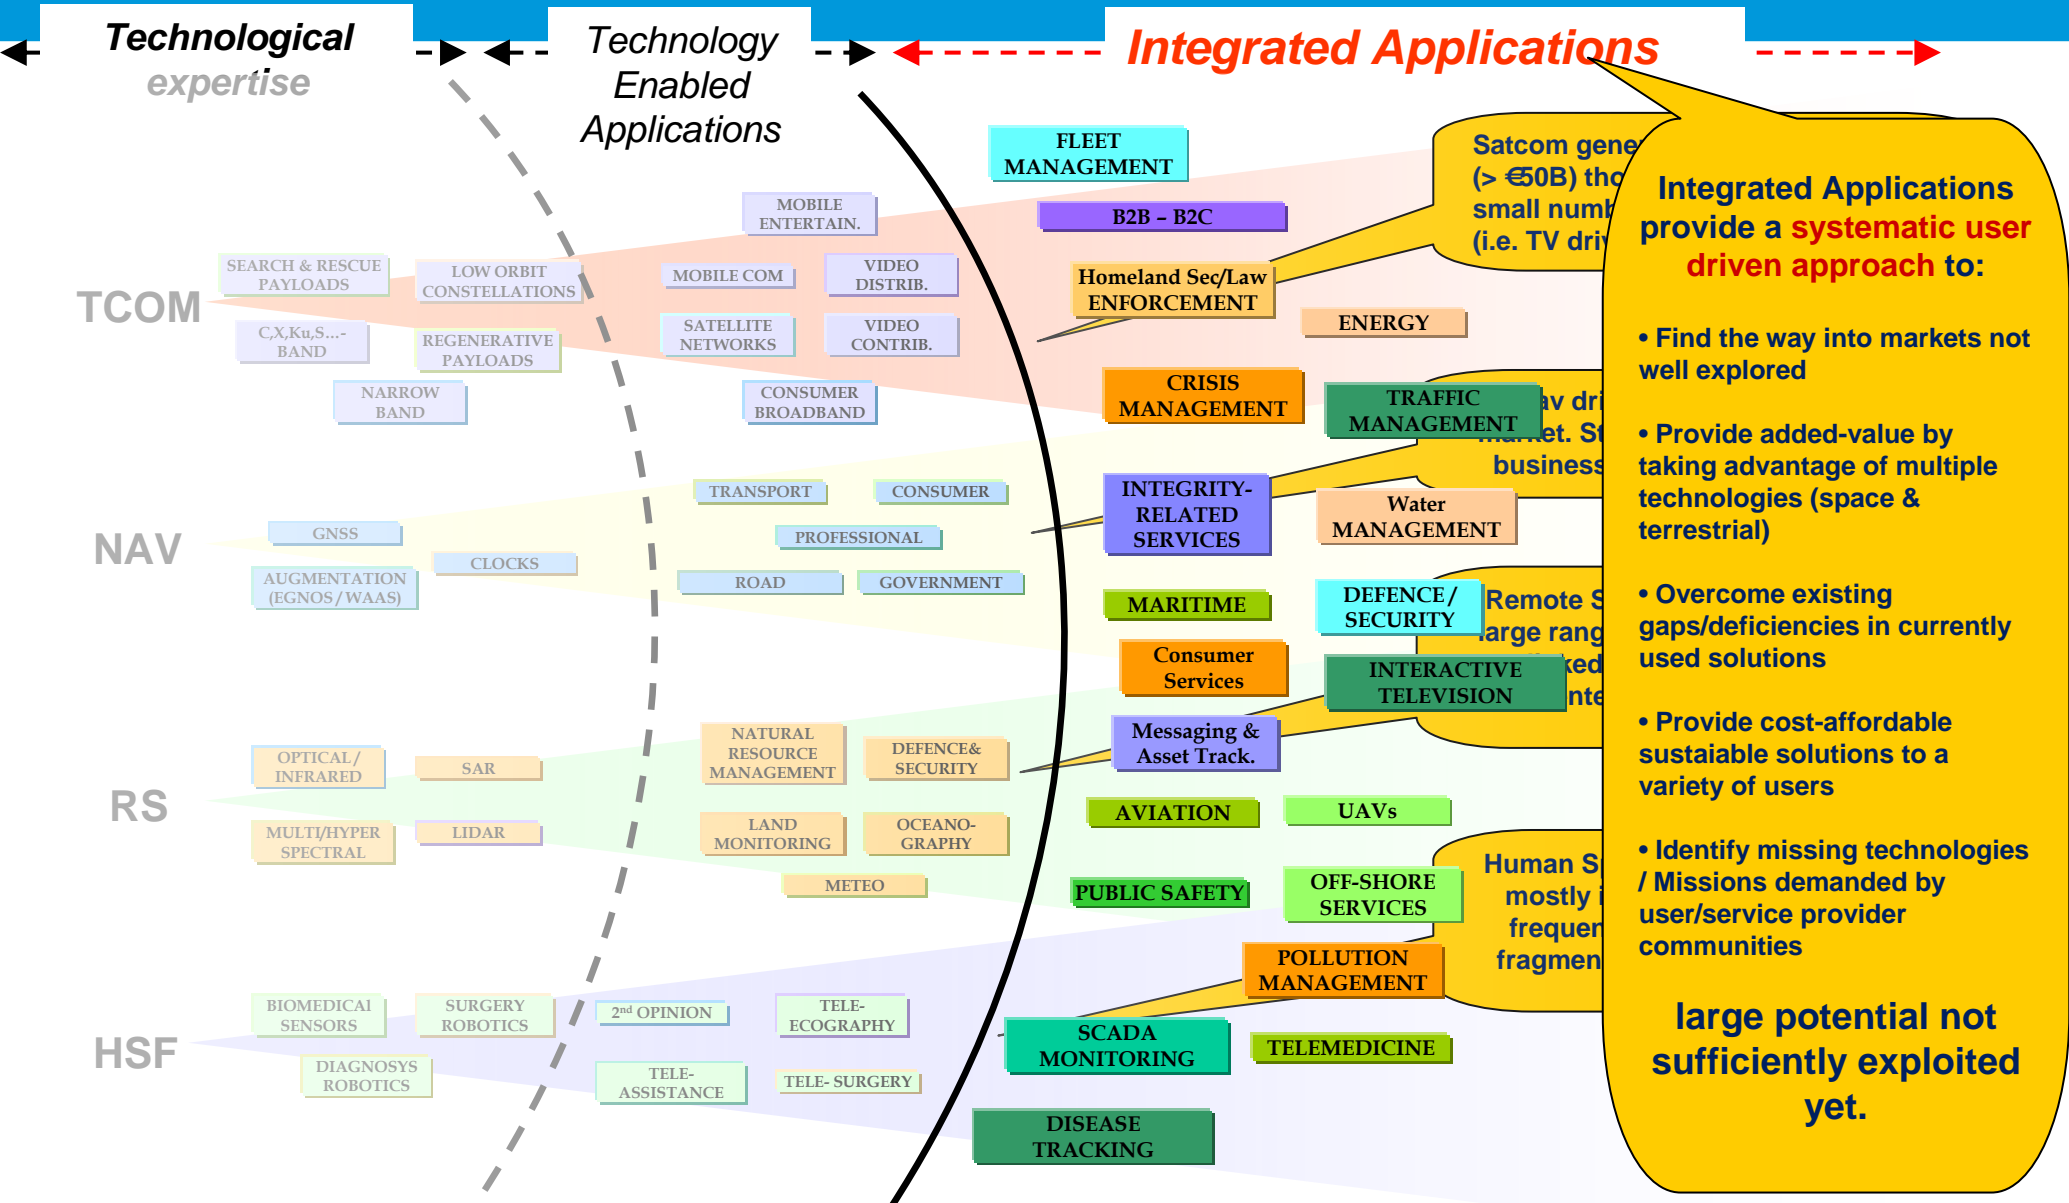 Technological
expertise
Technology
Enabled
Applications
Integrated Applications
TCOM
SEARCH & RESCUE
PAYLOADS
LOW ORBIT
CONSTELLATIONS
C,X,Ku,S...-
BAND
REGENERATIVE
PAYLOADS
NARROW
BAND
MOBILE
ENTERTAIN.
MOBILE COM
VIDEO
DISTRIB.
SATELLITE
NETWORKS
VIDEO
CONTRIB.
CONSUMER
BROADBAND
NAV
GNSS
CLOCKS
AUGMENTATION
(EGNOS / WAAS)
TRANSPORT
CONSUMER
PROFESSIONAL
ROAD
GOVERNMENT
RS
OPTICAL /
INFRARED
SAR
MULTI/HYPER
SPECTRAL
LIDAR
NATURAL
RESOURCE
MANAGEMENT
DEFENCE&
SECURITY
LAND
MONITORING
OCEANO-
GRAPHY
METEO
HSF
BIOMEDICAl
SENSORS
SURGERY
ROBOTICS
DIAGNOSYS
ROBOTICS
2nd OPINION
TELE-
ECOGRAPHY
TELE-
ASSISTANCE
TELE- SURGERY
FLEET
MANAGEMENT
B2B – B2C
Homeland Sec/Law
ENFORCEMENT
ENERGY
CRISIS
MANAGEMENT
TRAFFIC
MANAGEMENT
INTEGRITY-
RELATED
SERVICES
Water
MANAGEMENT
MARITIME
DEFENCE /
SECURITY
Consumer
Services
INTERACTIVE
TELEVISION
Messaging &
Asset Track.
AVIATION
UAVs
PUBLIC SAFETY
OFF-SHORE
SERVICES
POLLUTION
MANAGEMENT
SCADA
MONITORING
TELEMEDICINE
DISEASE
TRACKING
Satcom
(> €50B)
small
(i.e. TV
business
Remote
large
Human
mostly
Integrated Applications
provide a systematic user
driven approach to:
• Find the way into markets not
well explored
• Provide added-value by
taking advantage of multiple
technologies (space &
terrestrial)
• Overcome existing
gaps/deficiencies in currently
used solutions
• Provide cost-affordable
sustaiable solutions to a
variety of users
• Identify missing technologies
/ Missions demanded by
user/service provider
communities
large potential not
sufficiently exploited
yet.